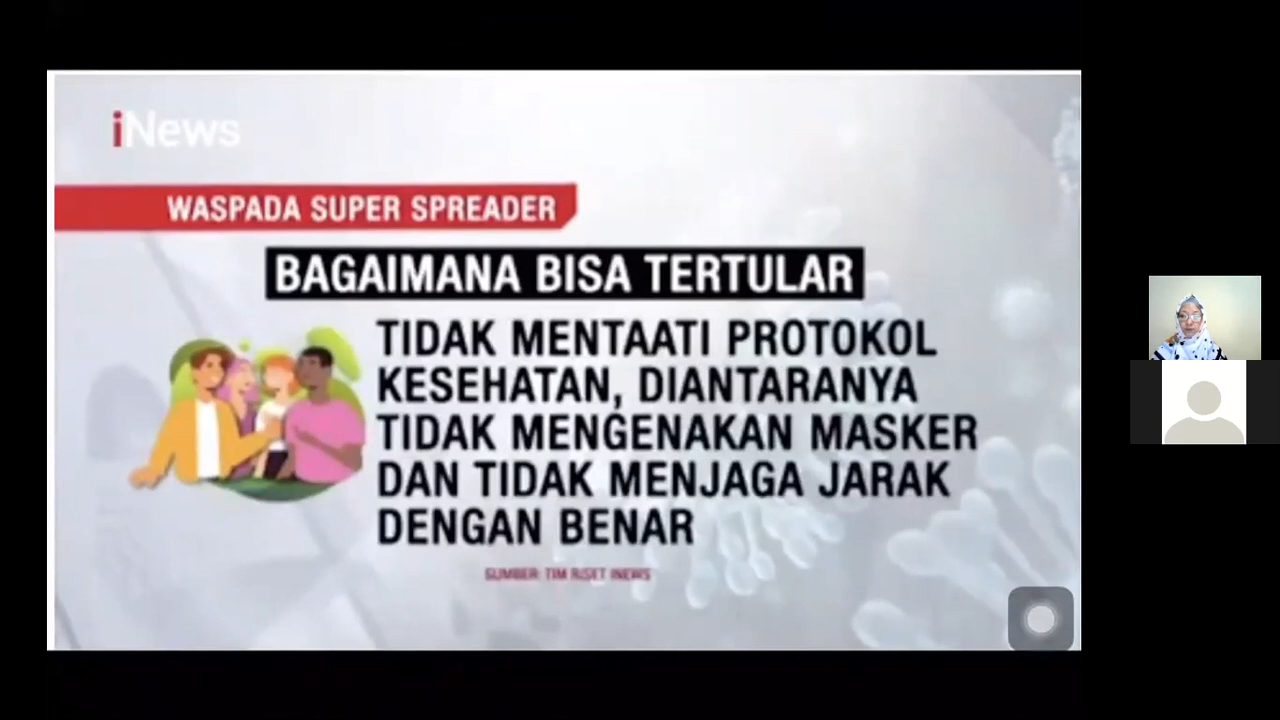 iNews
WASPADA SUPER SPREADER
BAGAIMANA BISA TERTULAR
TIDAK MENTAATI PROTOKOL
KESEHATAN, DIANTARANYA
TIDAK MENGENAKAN MASKER
DAN TIDAK MENJAGA JARAK
DENGAN BENAR
SUMBER: TIM RISET INEWS